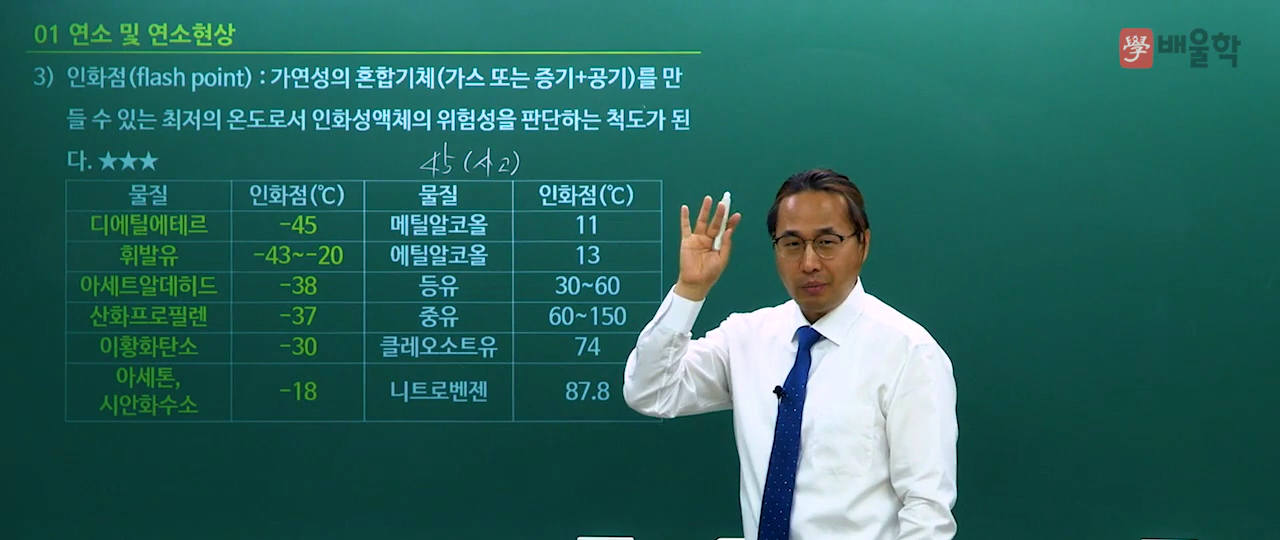 01 연소 및 연소현상
學 배울학
3) 인화점(flash point) : 가연성의 혼합기체(가스 또는 증기+공기)를 만
들 수 있는 최저의 온도로서 인화성액체의 위험성을 판단하는 척도가 된
다. ★★★
45 (사고)
물질 인화점(℃) 물질 인화점(℃)
디에틸에테르 -45 메틸알코올 11
휘발유 -43~-20 에틸알코올 13
아세트알데히드 -38 등유 30~60
산화프로필렌 -37 중유 60~150
이황화탄소 -30 클레오소트유 74
아세톤,
시안화수소 -18 니트로벤젠 87.8